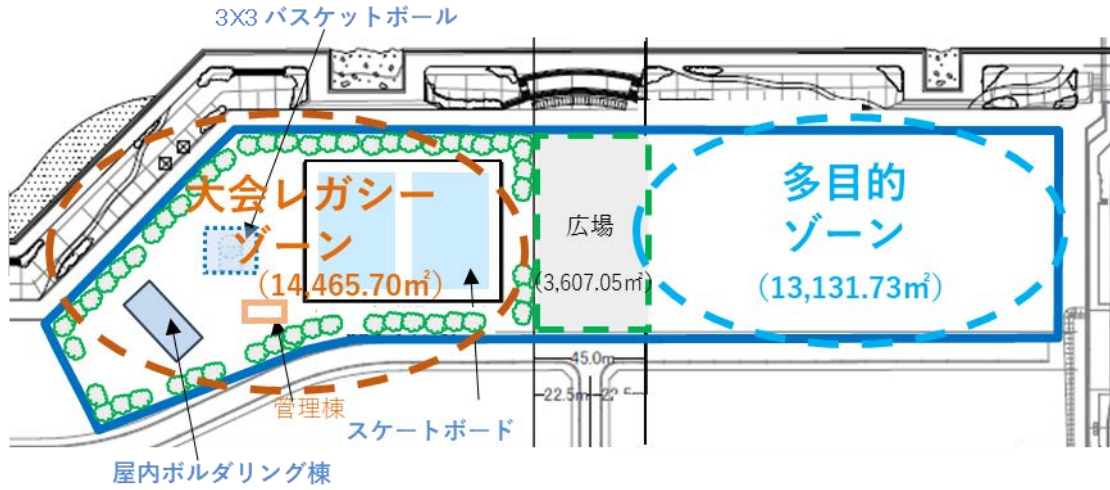 3X3 バスケットボール
大会レガシー
ゾーン
(14,465.70㎡)
広場
(3,607.05㎡)
多目的
ゾーン
(13,131.73㎡)
45.0m
22.5m 22.5m
管理棟
スケートボード
屋内ボルダリング棟